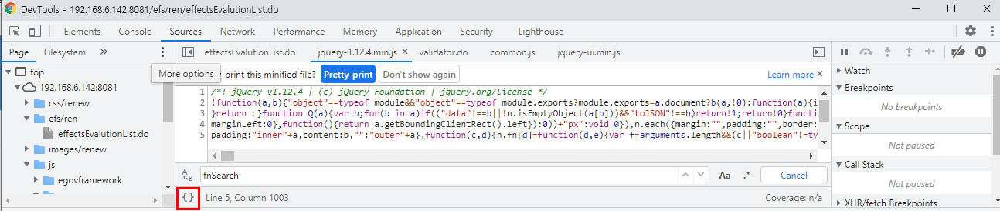 DevTools - 192.168.6.142:8081/efs/ren/effectsEvalutionList.do
Elements Console Sources Network Performance Memory Application Security Lighthouse
Page Filesystem »
effectsEvalutionList.do jquery-1.12.4.min.js × validator.do common.js jquery-ui.min.js
top
192.168.6.142:8081
css/renew
efs/ren
effectsEvalutionList.do
images/renew
js
egovframework
More options
-print this minified file? Pretty-print Don't show again Learn more ×
1 /*! jQuery v1.12.4 | (c) jQuery Foundation | jquery.org/license */
2 !function(a,b){"object"==typeof module&&"object"==typeof module.exports?module.exports=a.document?b(a,!0):function(a){i
3 }return c}function Q(a){var b;for(b in a)if(("data"!==b||!n.isEmptyObject(a[b]))&&"toJSON"!==b)return!1;return!0}functi
4 marginLeft:0},function(){return a.getBoundingClientRect().left}):0))+"px":void 0}),n.each({margin:"",padding:"",border:
5 padding:"inner"+a,content:b,"":"outer"+a},function(c,d){n.fn[d]=function(d,e){var f=arguments.length&&(c||"boolean"!=ty
A B fnSearch Aa .* Cancel
{} Line 5, Column 1003 Coverage: n/a
Watch
Breakpoints
No breakpoints
Scope
Not paused
Call Stack
Not paused
XHR/fetch Breakpoints